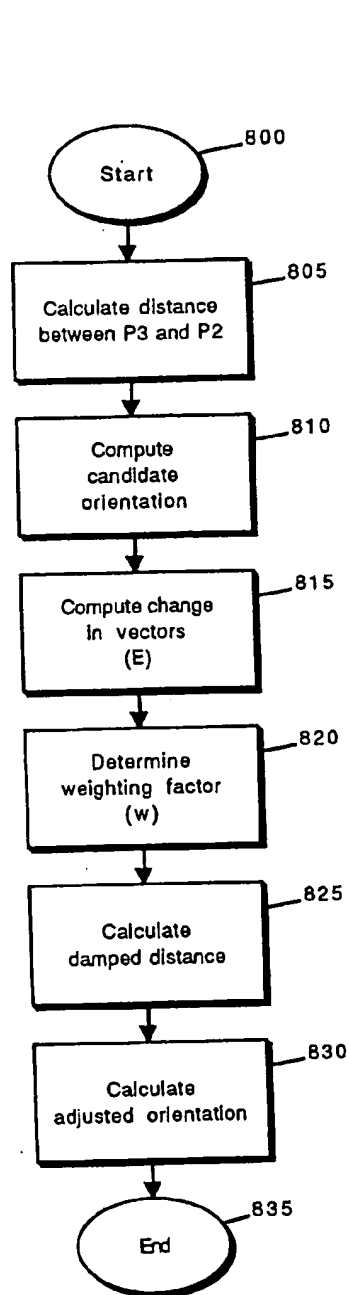 800
Start
805
Calculate distance
between P3 and P2
810
Compute
candidate
orientation
815
Compute change
in vectors
(E)
820
Determine
weighting factor
(w)
825
Calculate
damped distance
830
Calculate
adjusted orientation
835
End